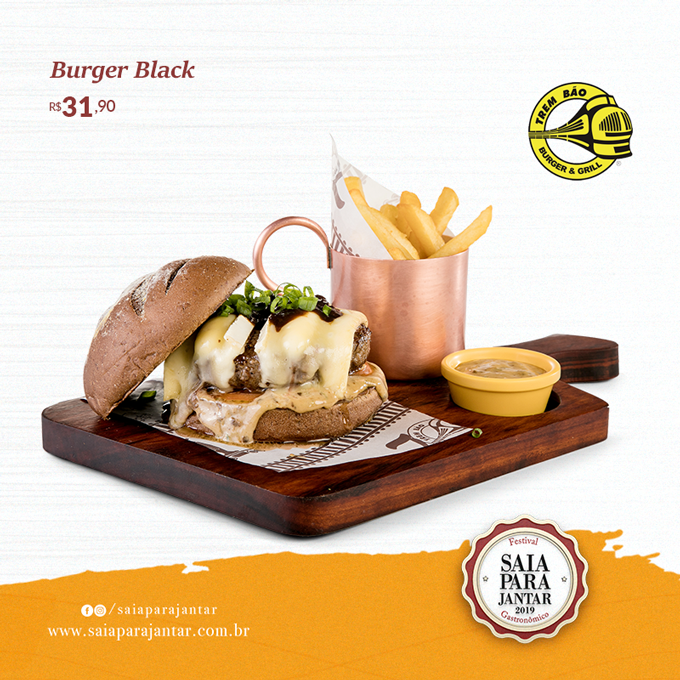 Burger Black
R$31,90
TREM BÃO
BURGER & GRILL
Festival
SAIA
PARA
JANTAR
2019
Gastronômico
/saiaparajantar
www.saiaparajantar.com.br